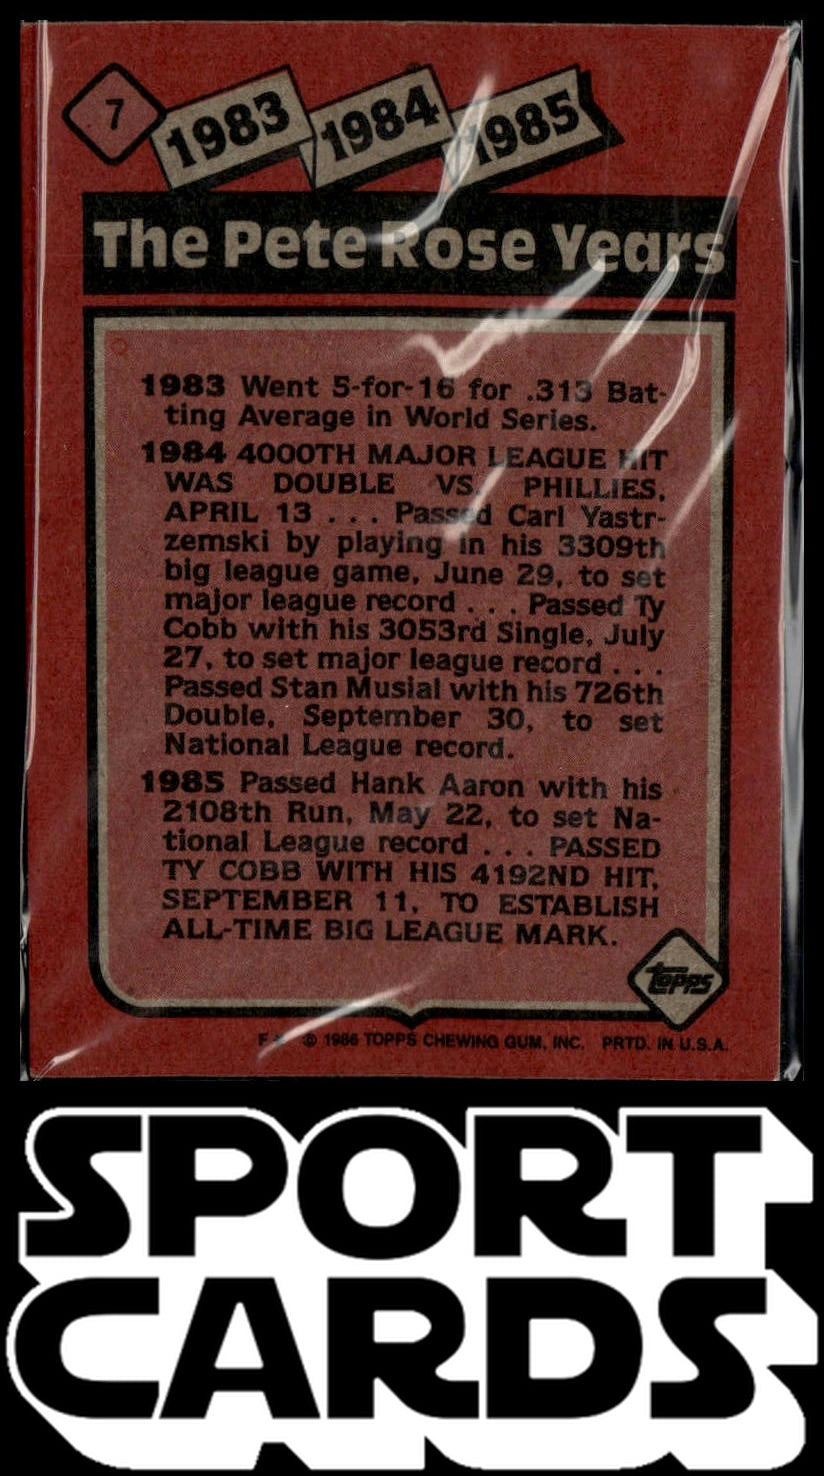 7
1983 1984 1985
The Pete Rose Years
1983 Went 5-for-16 for .313 Bat-
ting Average in World Series.
1984 4000TH MAJOR LEAGUE HIT
WAS DOUBLE VS. PHILLIES,
APRIL 13 . . . Passed Carl Yastr-
zemski by playing in his 3309th
big league game, June 29, to set
major league record . . . Passed Ty
Cobb with his 3053rd Single, July
27, to set major league record . . .
Passed Stan Musial with his 726th
Double, September 30, to set
National League record.
1985 Passed Hank Aaron with his
2108th Run, May 22, to set Na-
tional League record . . . PASSED
TY COBB WITH HIS 4192ND HIT,
SEPTEMBER 11, TO ESTABLISH
ALL-TIME BIG LEAGUE MARK.
TOPPS
F* © 1986 TOPPS CHEWING GUM, INC. PRTD. IN U.S.A.
SPORT
CARDS